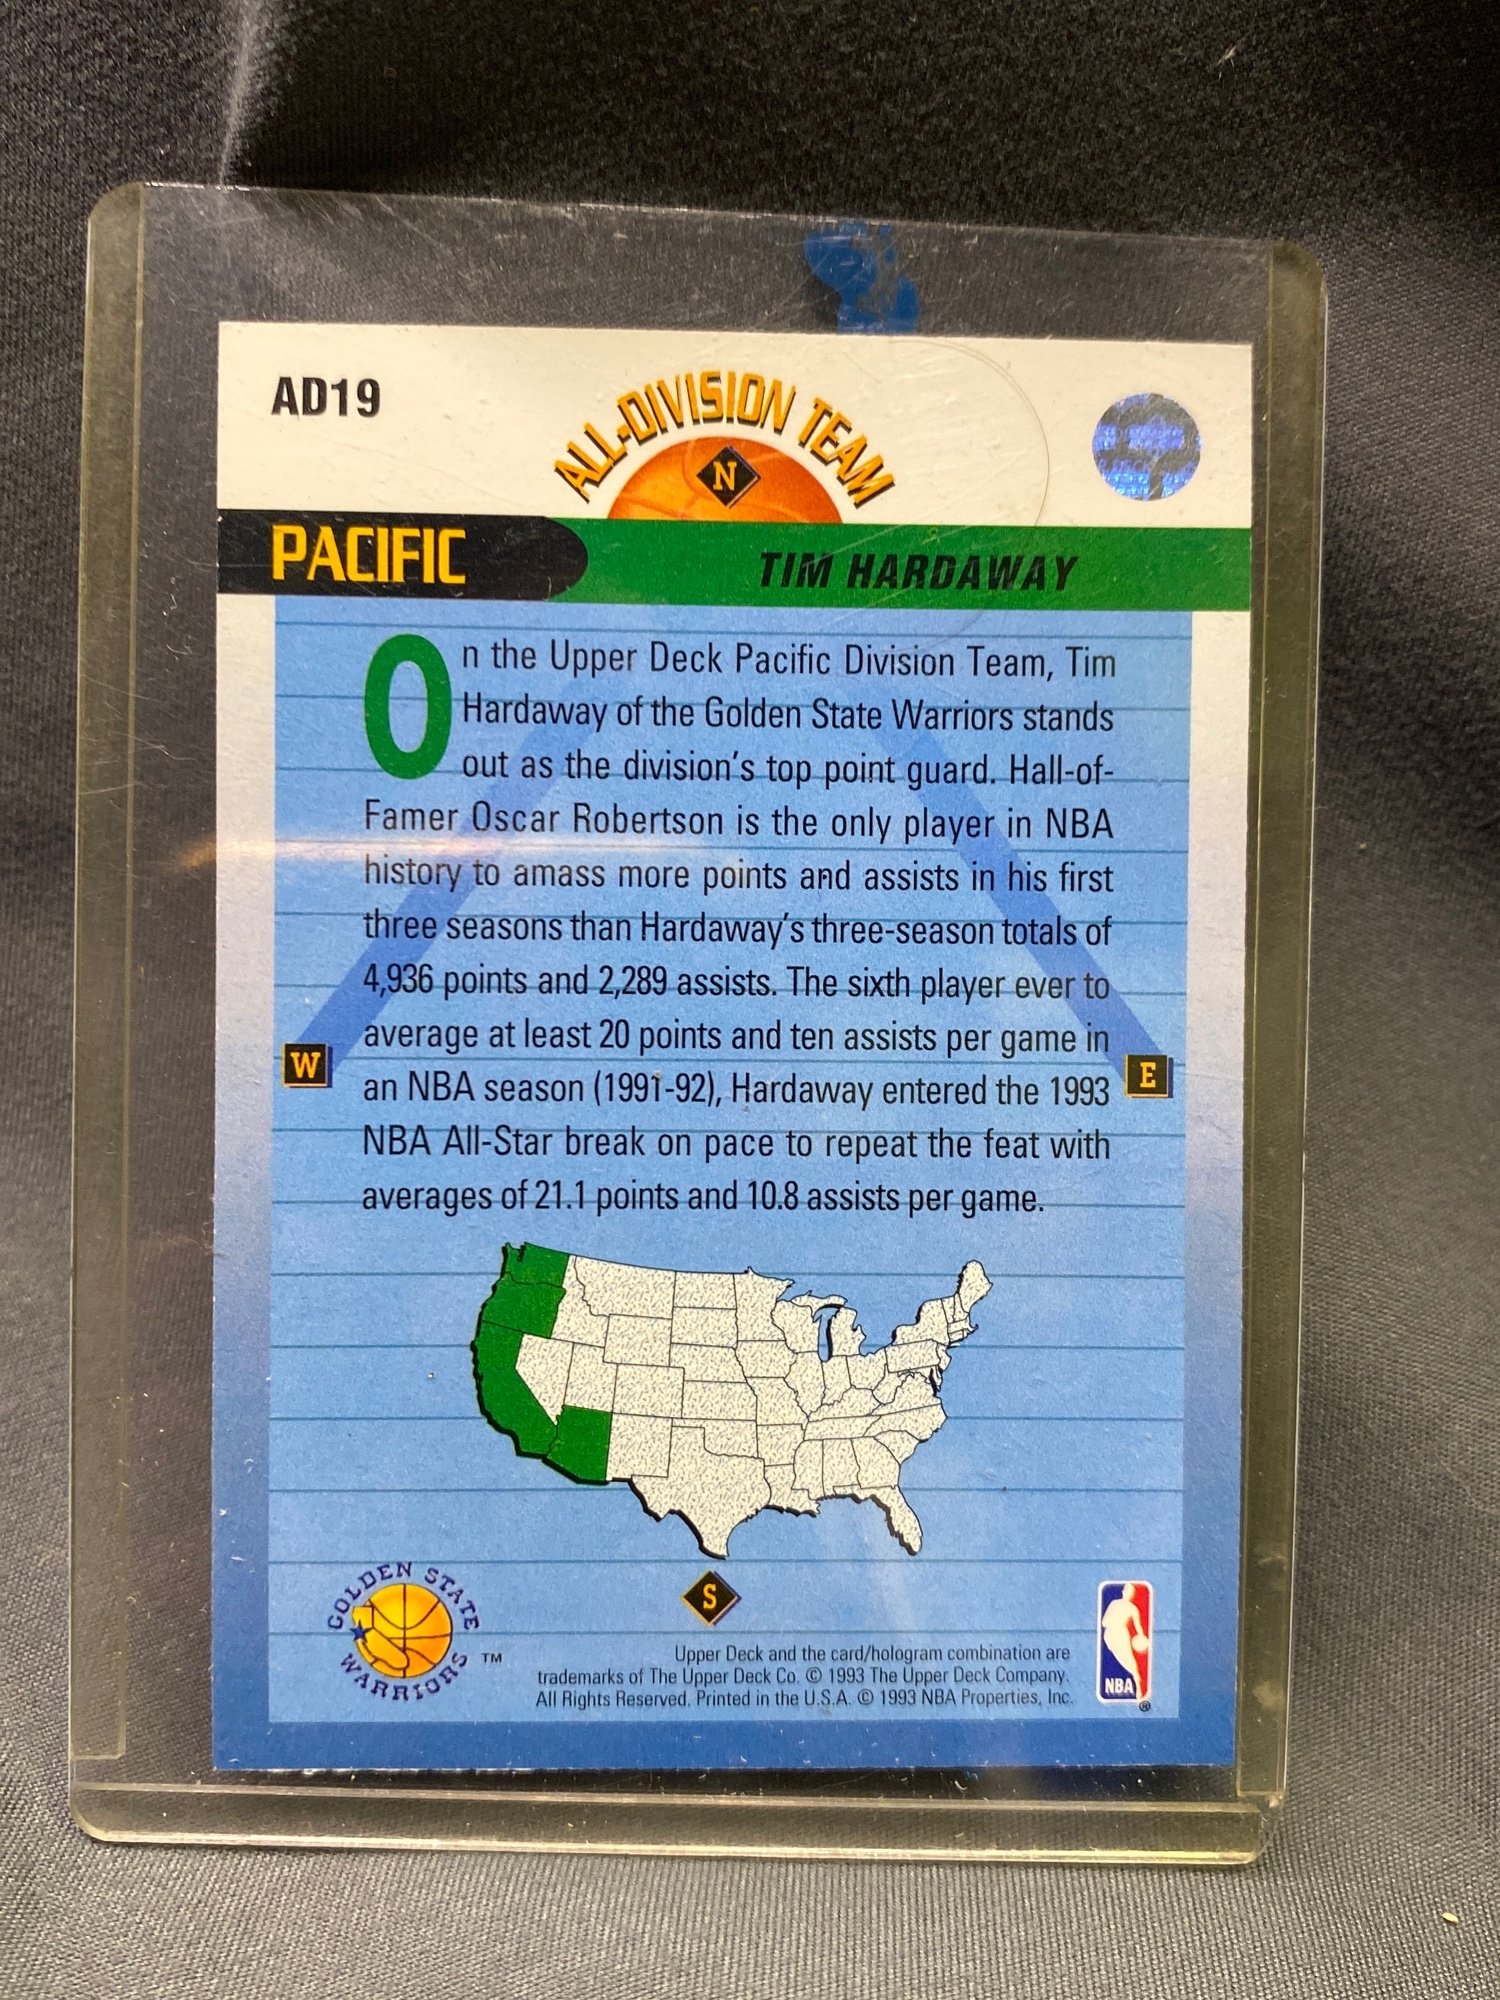 AD19
ALL-DIVISION TEAM
N
PACIFIC
TIM HARDAWAY
On the Upper Deck Pacific Division Team, Tim
Hardaway of the Golden State Warriors stands
out as the division's top point guard. Hall-of-
Famer Oscar Robertson is the only player in NBA
history to amass more points and assists in his first
three seasons than Hardaway's three-season totals of
4,936 points and 2,289 assists. The sixth player ever to
average at least 20 points and ten assists per game in
an NBA season (1991-92), Hardaway entered the 1993
NBA All-Star break on pace to repeat the feat with
averages of 21.1 points and 10.8 assists per game.
W
E
S
GOLDEN STATE
WARRIORS
TM
Upper Deck and the card/hologram combination are
trademarks of The Upper Deck Co. © 1993 The Upper Deck Company.
All Rights Reserved. Printed in the U.S.A. © 1993 NBA Properties, Inc.
NBA
®